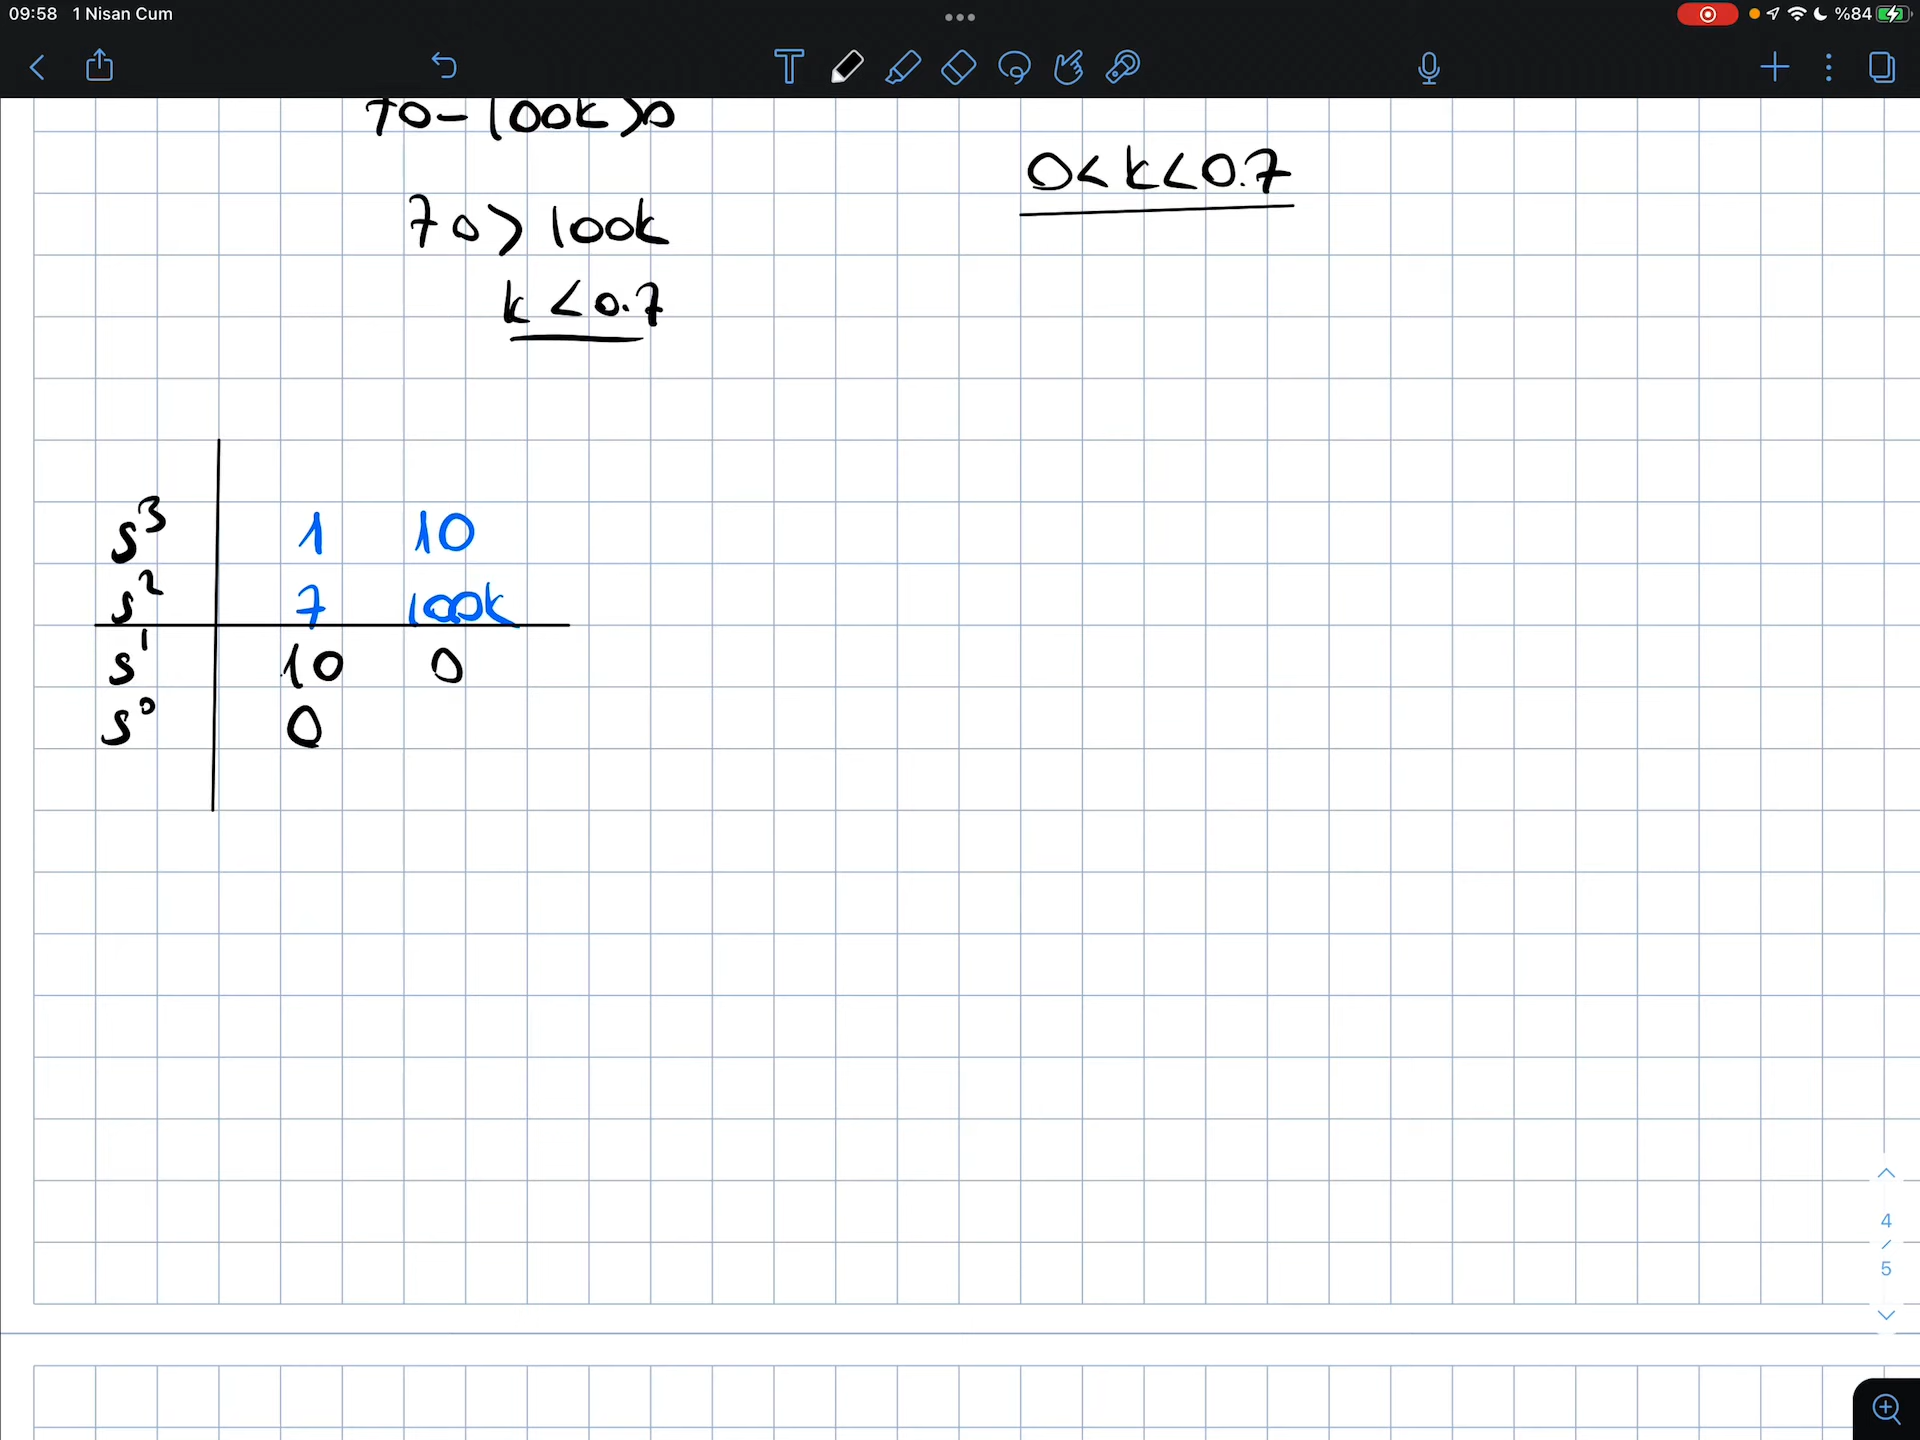 09:58 1 Nisan Cum
%84
T
70-100k>0
0<k<0.7
70>100k
k<0.7
s³ 1 10
s² 7 100k
s¹ 10 0
s⁰ 0
4
/
5